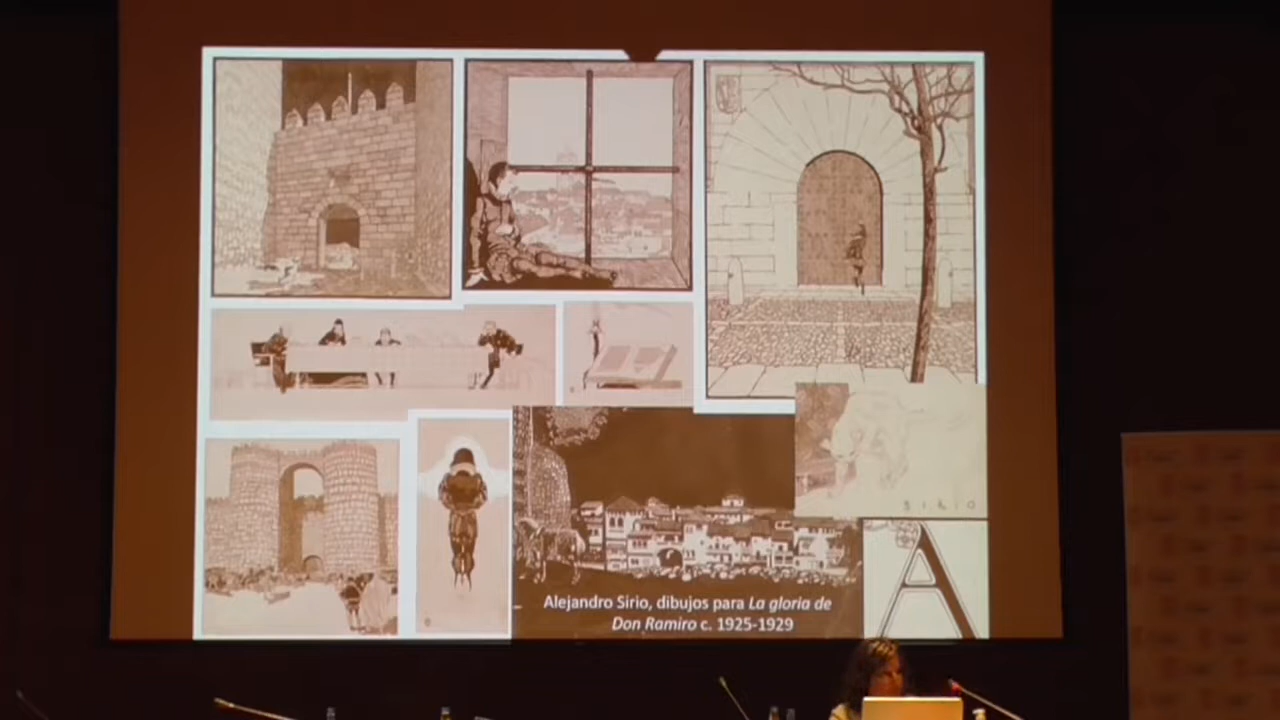 SIRIO
A
Alejandro Sirio, dibujos para La gloria de
Don Ramiro c. 1925-1929